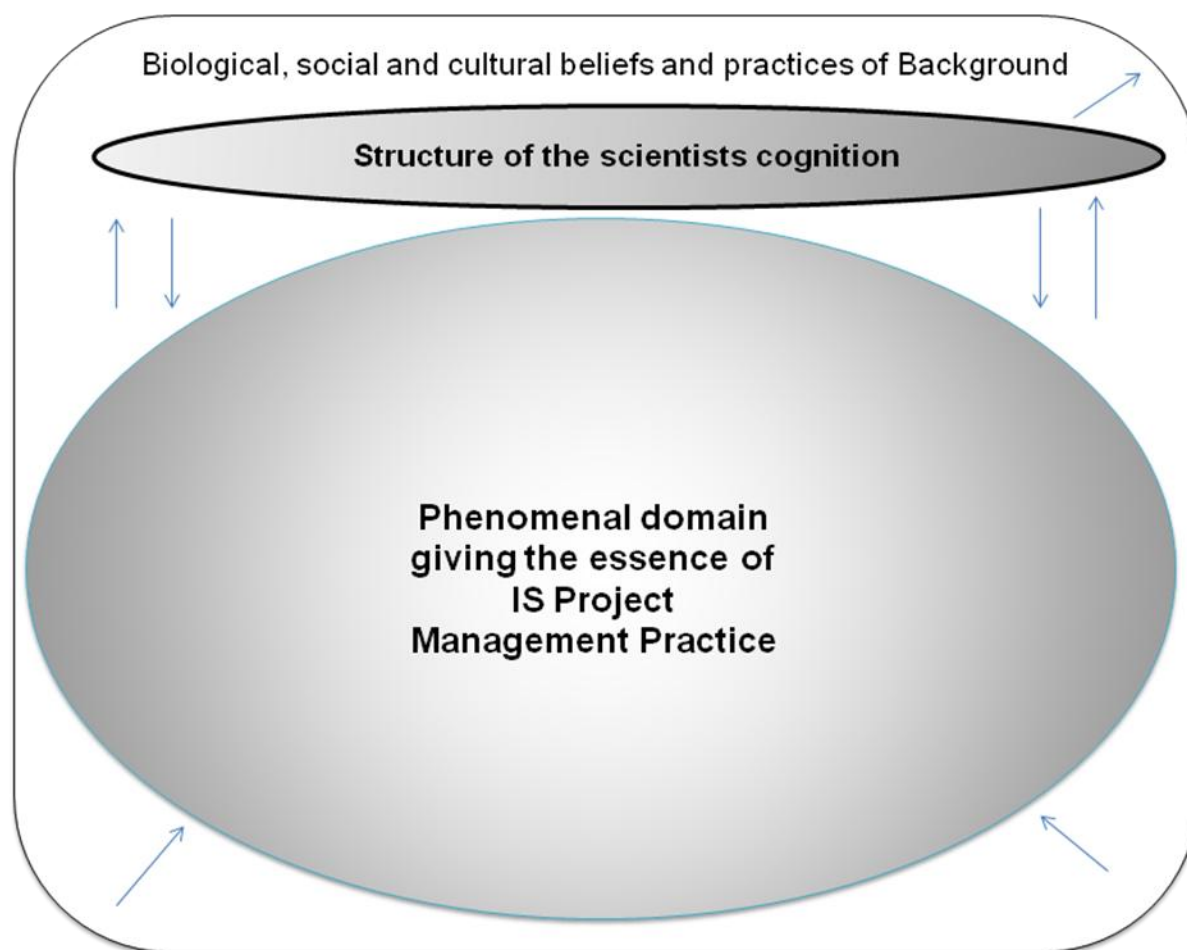 Biological, social and cultural beliefs and practices of Background
Structure of the scientists cognition
Phenomenal domain
giving the essence of
IS Project
Management Practice